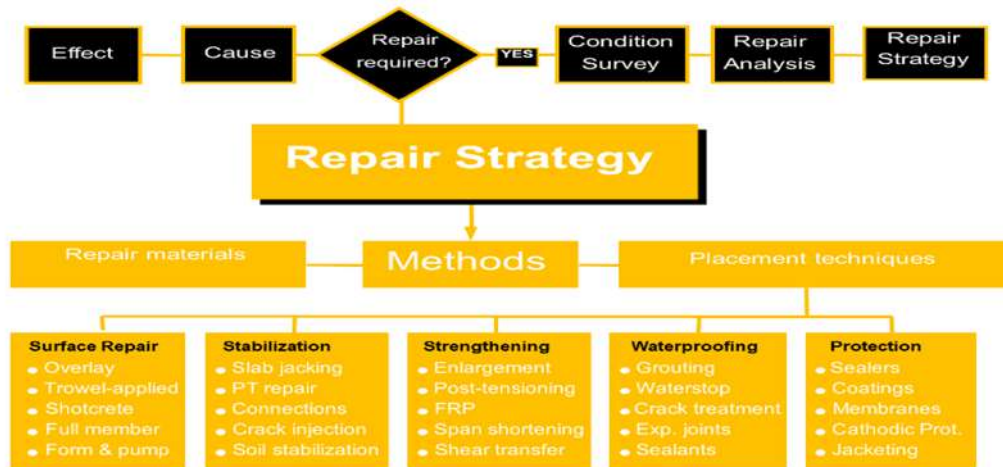 Effect
Cause
Repair
required?
YES
Condition
Survey
Repair
Analysis
Repair
Strategy
Repair Strategy
Repair materials
Methods
Placement techniques
Surface Repair
Overlay
Trowel-applied
Shotcrete
Full member
Form & pump
Stabilization
Slab jacking
PT repair
Connections
Crack injection
Soil stabilization
Strengthening
Enlargement
Post-tensioning
FRP
Span shortening
Shear transfer
Waterproofing
Grouting
Waterstop
Crack treatment
Exp. joints
Sealants
Protection
Sealers
Coatings
Membranes
Cathodic Prot.
Jacketing